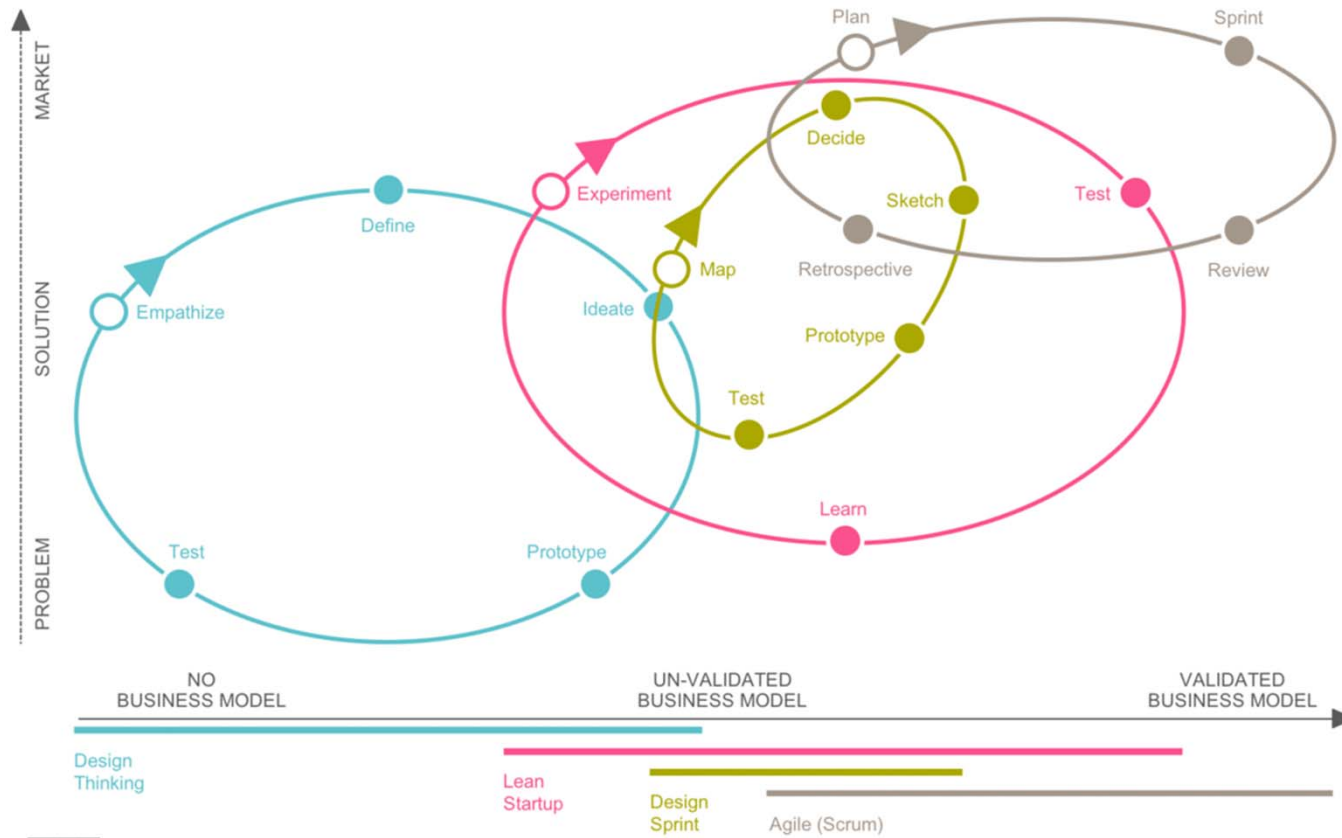 Plan
Sprint
MARKET
Decide
Experiment
Sketch
Test
Define
Map
Retrospective
Review
SOLUTION
Empathize
Ideate
Prototype
Test
Learn
PROBLEM
Test
Prototype
NO
BUSINESS MODEL
UN-VALIDATED
BUSINESS MODEL
VALIDATED
BUSINESS MODEL
Design
Thinking
Lean
Startup
Design
Sprint
Agile (Scrum)